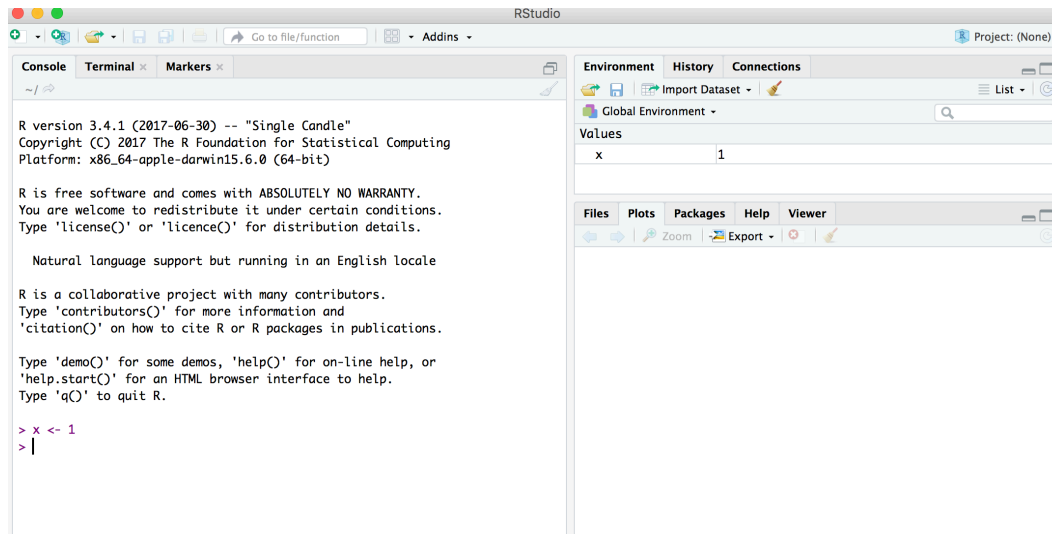 RStudio
Go to file/function Addins Project: (None)
Console Terminal Markers
~/
R version 3.4.1 (2017-06-30) -- "Single Candle"
Copyright (C) 2017 The R Foundation for Statistical Computing
Platform: x86_64-apple-darwin15.6.0 (64-bit)
R is free software and comes with ABSOLUTELY NO WARRANTY.
You are welcome to redistribute it under certain conditions.
Type 'license()' or 'licence()' for distribution details.
Natural language support but running in an English locale
R is a collaborative project with many contributors.
Type 'contributors()' for more information and
'citation()' on how to cite R or R packages in publications.
Type 'demo()' for some demos, 'help()' for on-line help, or
'help.start()' for an HTML browser interface to help.
Type 'q()' to quit R.
> x <- 1
>
Environment History Connections
Import Dataset List
Global Environment
Values
x 1
Files Plots Packages Help Viewer
Zoom Export